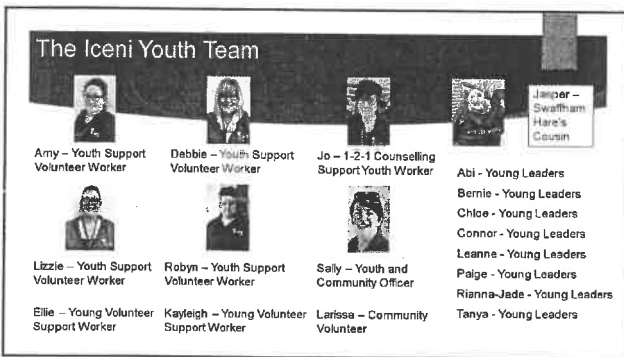 The Iceni Youth Team
Jasper –
Swaffham
Hare's
Cousin
Amy – Youth Support
Volunteer Worker
Debbie – Youth Support
Volunteer Worker
Jo – 1-2-1 Counselling
Support Youth Worker
Abi - Young Leaders
Bernie - Young Leaders
Chloe - Young Leaders
Connor - Young Leaders
Leanne - Young Leaders
Paige - Young Leaders
Rianna-Jade - Young Leaders
Tanya - Young Leaders
Lizzie – Youth Support
Volunteer Worker
Robyn – Youth Support
Volunteer Worker
Sally – Youth and
Community Officer
Ellie – Young Volunteer
Support Worker
Kayleigh – Young Volunteer
Support Worker
Larissa – Community
Volunteer